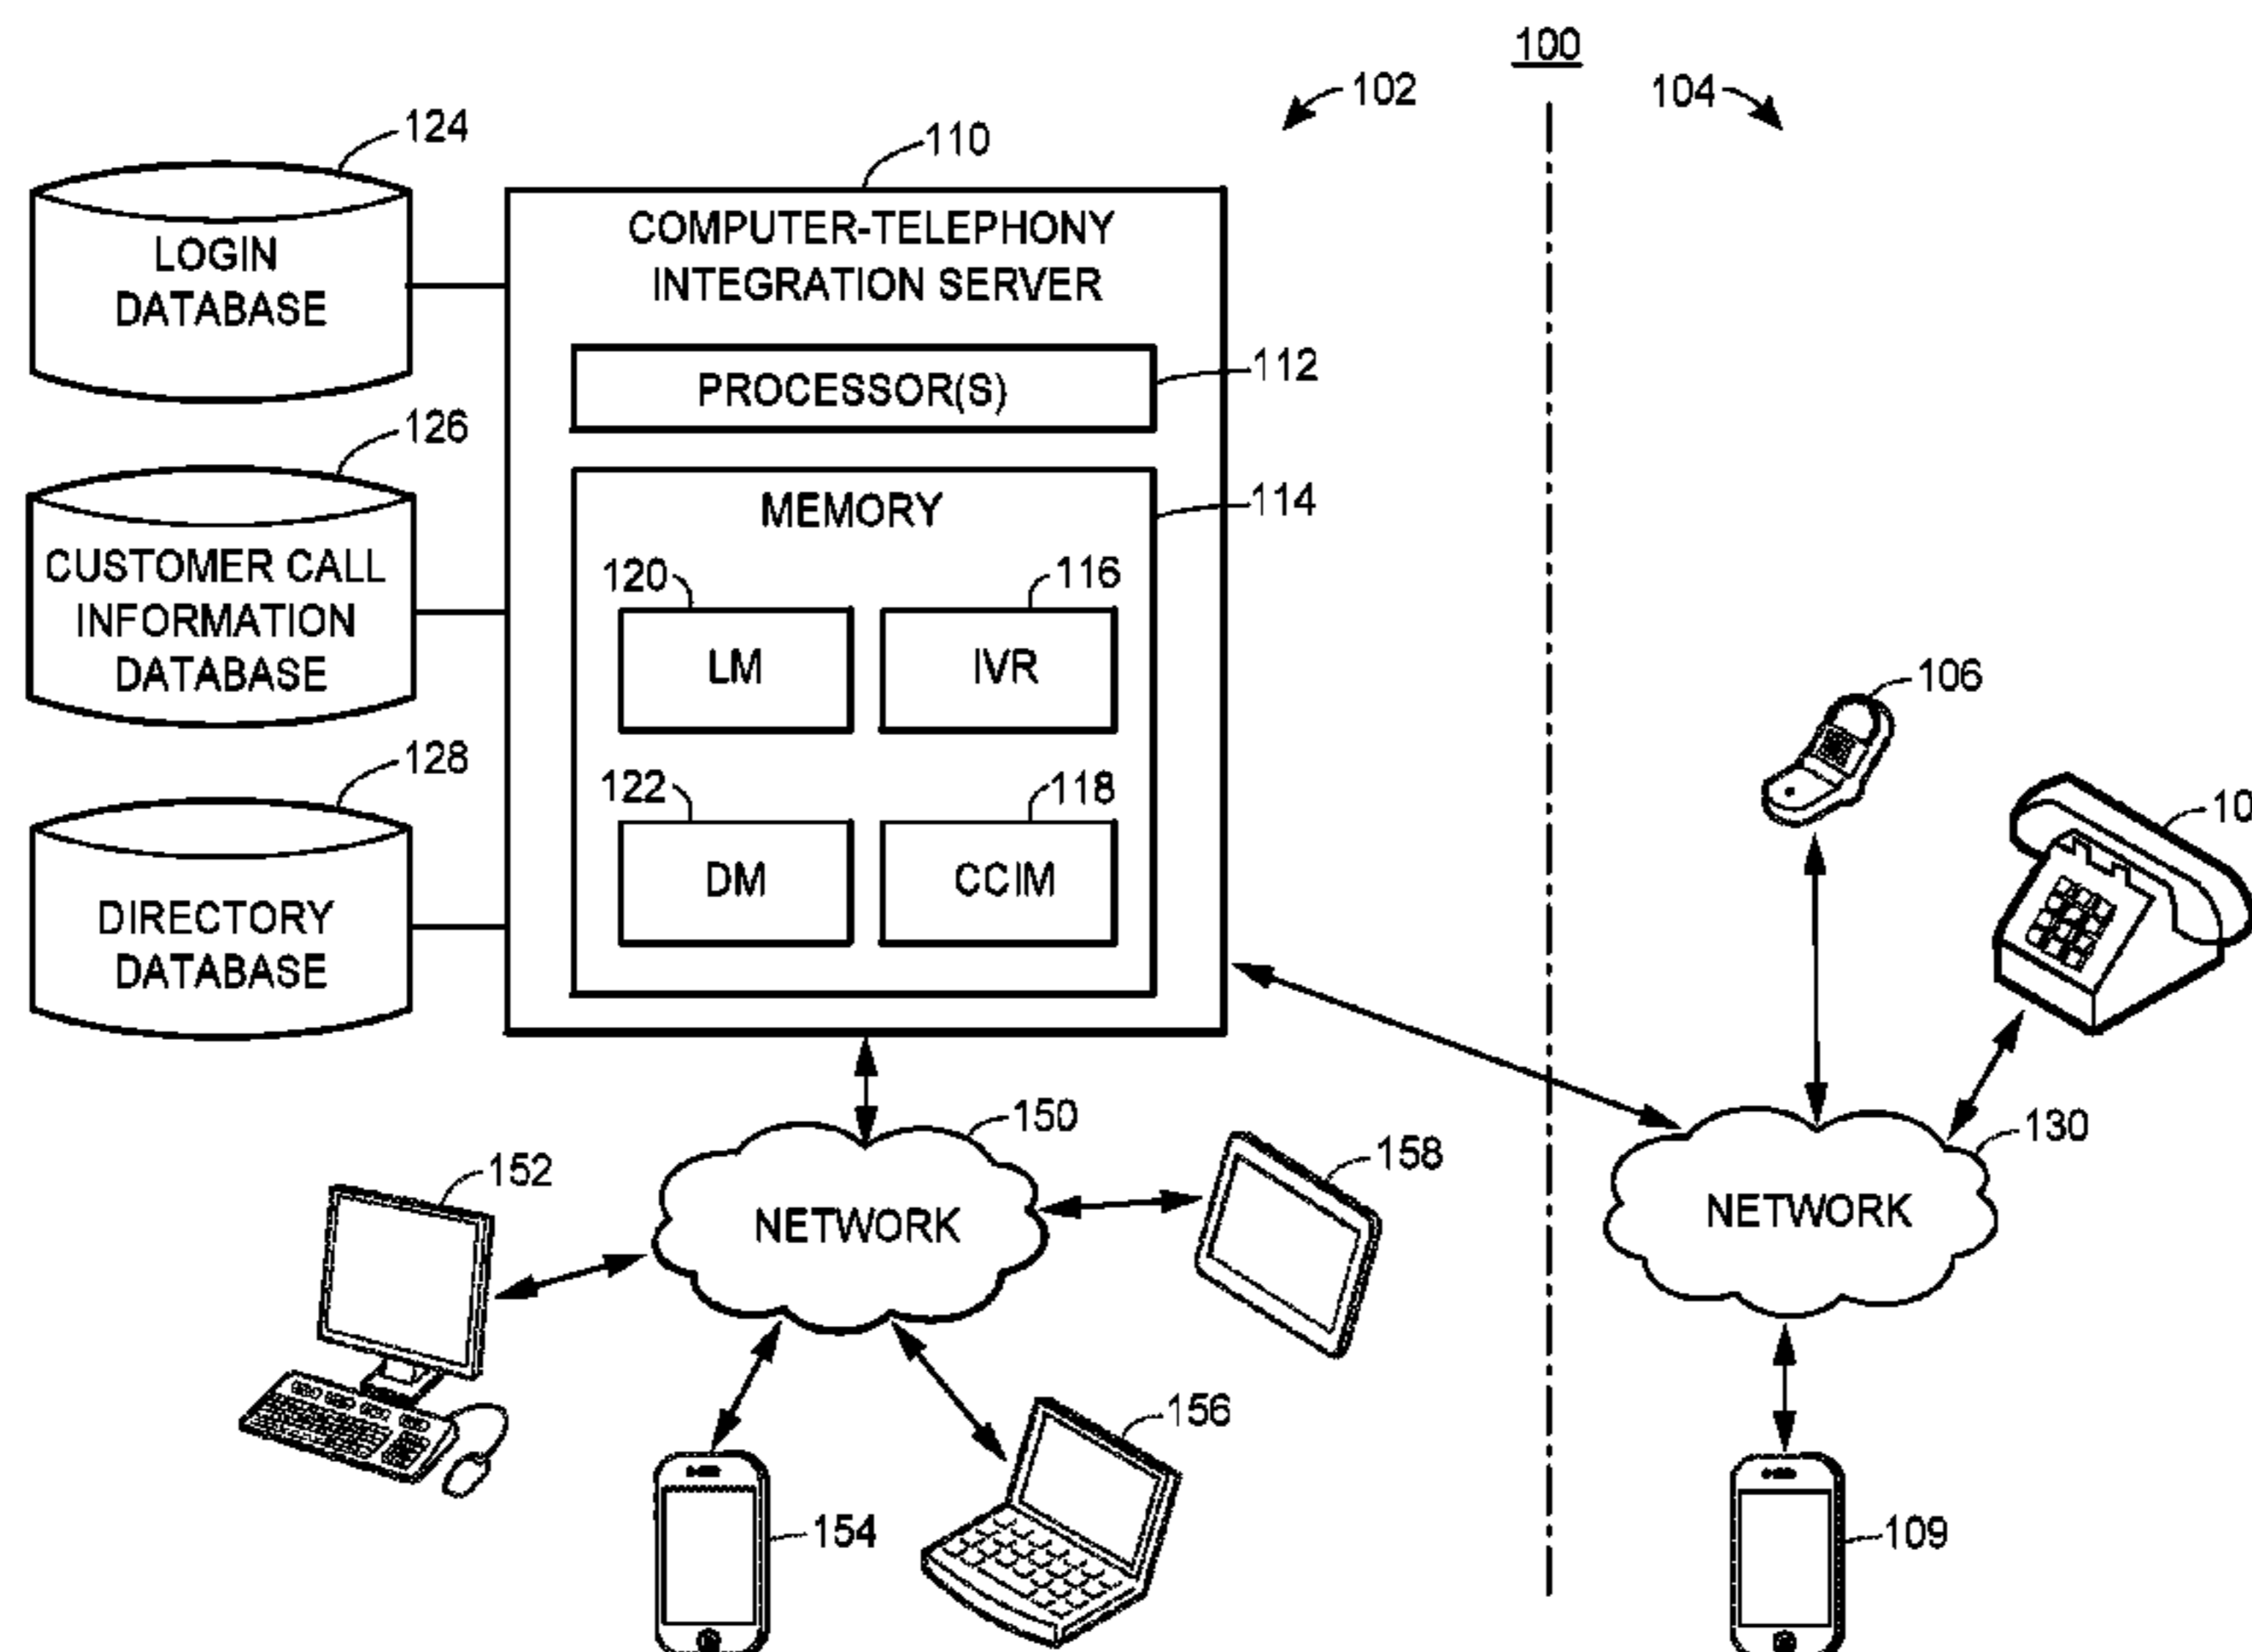 100
102
104
124
110
LOGIN
DATABASE
COMPUTER-TELEPHONY
INTEGRATION SERVER
PROCESSOR(S)
112
126
CUSTOMER CALL
INFORMATION
DATABASE
MEMORY
114
120
116
LM
IVR
106
128
122
118
DM
CCIM
DIRECTORY
DATABASE
150
NETWORK
130
NETWORK
152
158
156
154
109